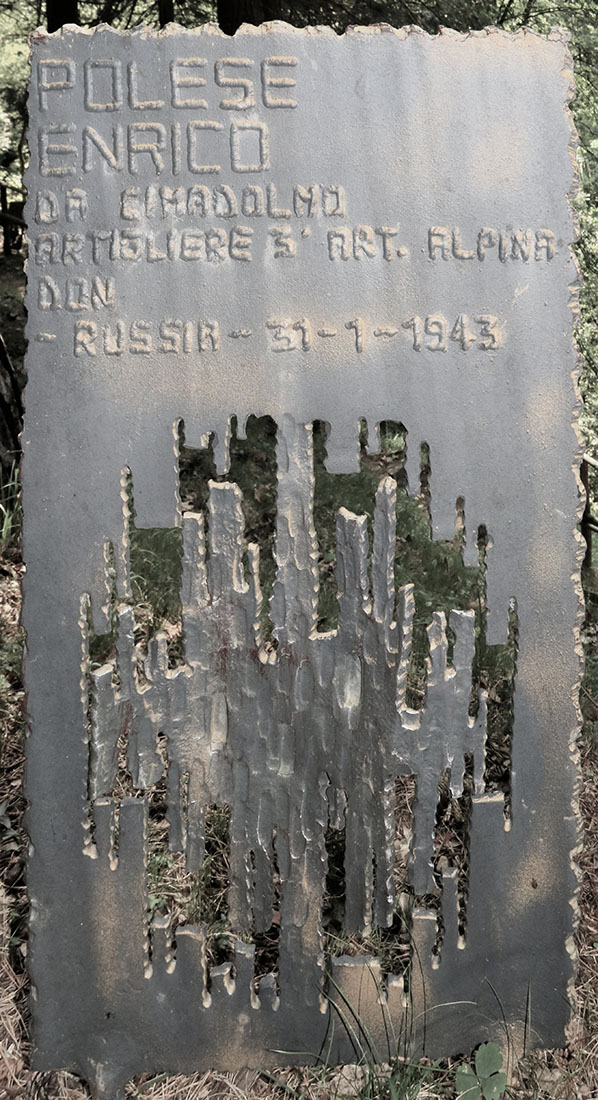 POLESE
ENRICO
DA CIMADOLMO
ARTIGLIERE 3° ART. ALPINA
DON
- RUSSIA - 31 - 1 - 1943